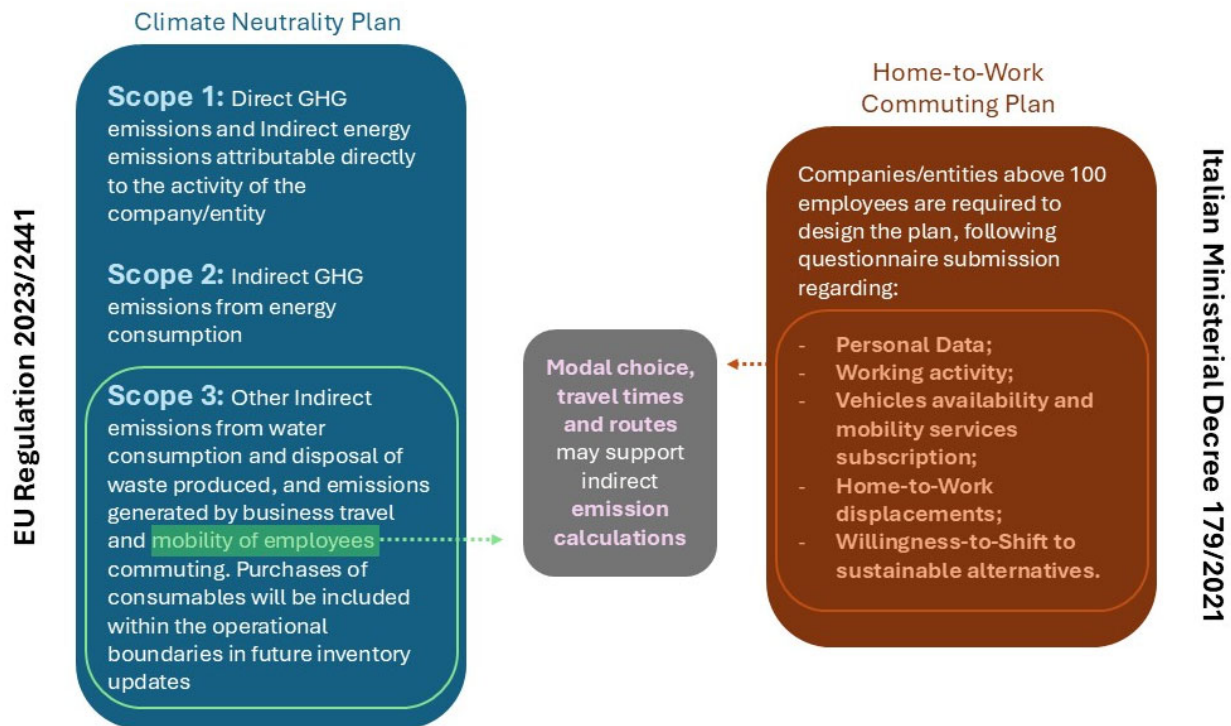 Climate Neutrality Plan
EU Regulation 2023/2441
Scope 1: Direct GHG
emissions and Indirect energy
emissions attributable directly
to the activity of the
company/entity
Scope 2: Indirect GHG
emissions from energy
consumption
Scope 3: Other Indirect
emissions from water
consumption and disposal of
waste produced, and emissions
generated by business travel
and mobility of employees
commuting. Purchases of
consumables will be included
within the operational
boundaries in future inventory
updates
Modal choice,
travel times
and routes
may support
indirect
emission
calculations
Home-to-Work
Commuting Plan
Companies/entities above 100
employees are required to
design the plan, following
questionnaire submission
regarding:
- Personal Data;
- Working activity;
- Vehicles availability and
mobility services
subscription;
- Home-to-Work
displacements;
- Willingness-to-Shift to
sustainable alternatives.
Italian Ministerial Decree 179/2021